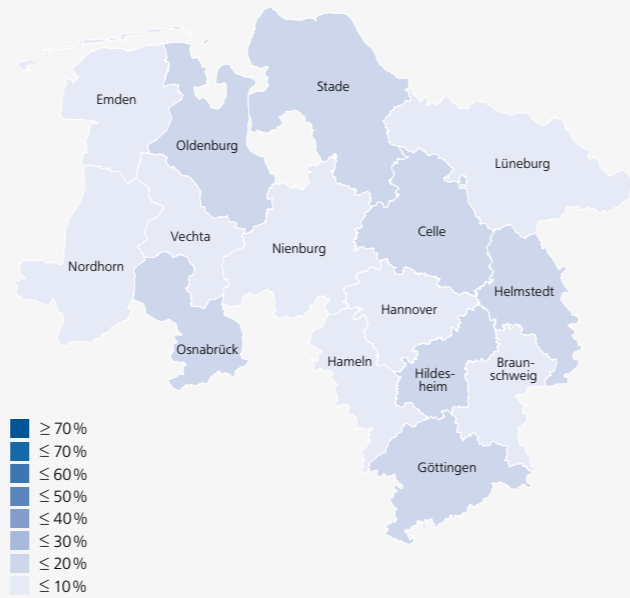 Emden
Stade
Oldenburg
Lüneburg
Vechta
Nienburg
Celle
Nordhorn
Helmstedt
Hannover
Osnabrück
Hameln
Hildes-
heim
Braun-
schweig
Göttingen
≥ 70 %
≤ 70 %
≤ 60 %
≤ 50 %
≤ 40 %
≤ 30 %
≤ 20 %
≤ 10 %